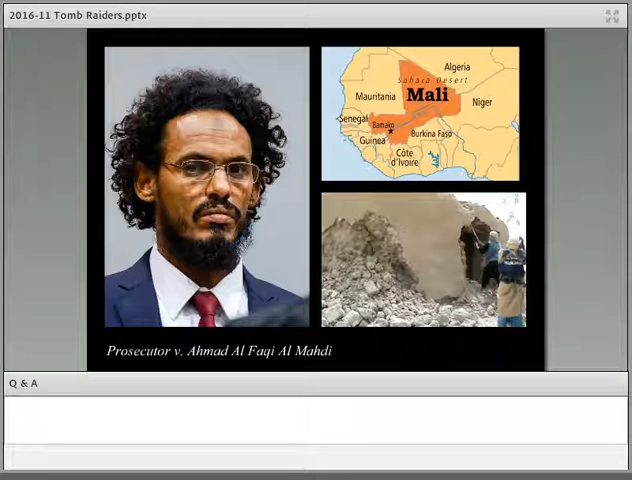 2016-11 Tomb Raiders.pptx
Algeria
Sahara Desert
Mauritania
Mali
Niger
Senegal
Bamako
Burkina Faso
Guinea
Côte
d'Ivoire
Prosecutor v. Ahmad Al Faqi Al Mahdi
Q & A